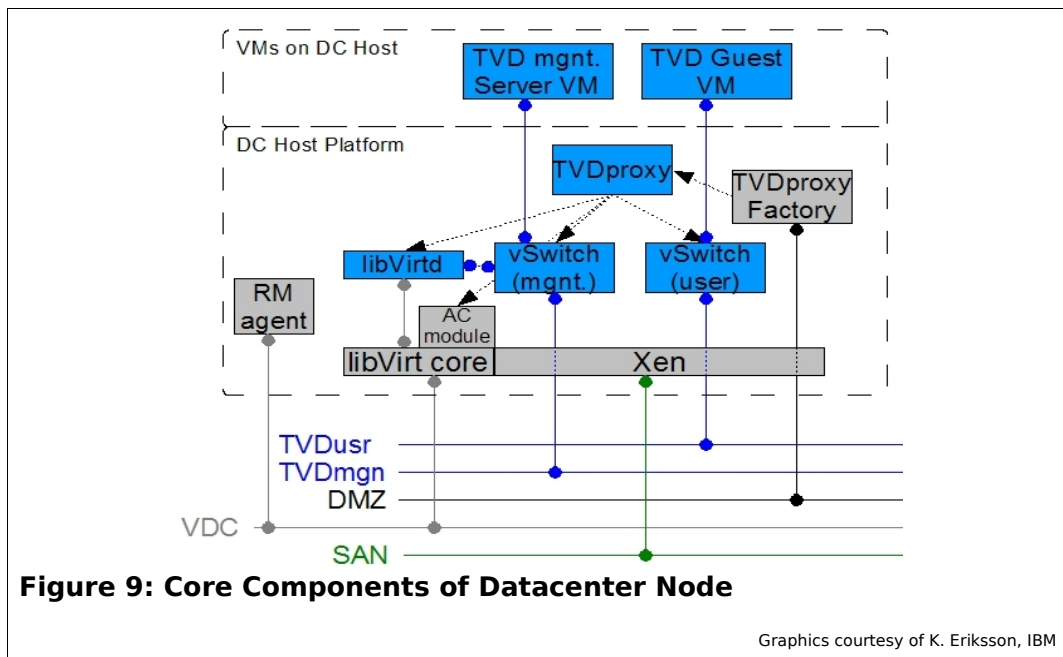 VMs on DC Host
TVD mgnt.
Server VM
TVD Guest
VM
DC Host Platform
TVDproxy
TVDproxy
Factory
libVirtd
vSwitch
(mgnt.)
vSwitch
(user)
RM
agent
AC
module
libVirt core
Xen
TVDusr
TVDmgn
DMZ
VDC
SAN
Figure 9: Core Components of Datacenter Node
Graphics courtesy of K. Eriksson, IBM